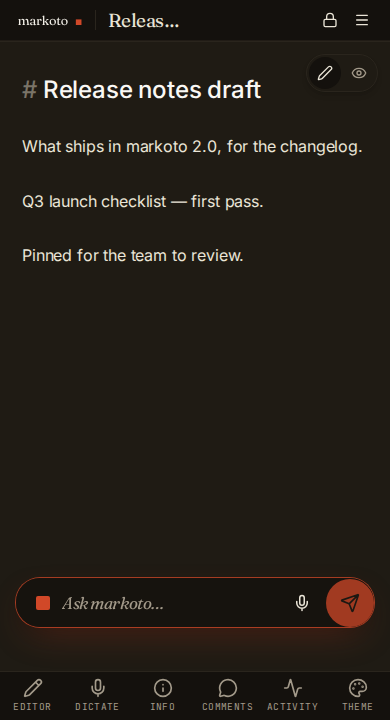 markoto
Releas...
# Release notes draft
What ships in markoto 2.0, for the changelog.
Q3 launch checklist — first pass.
Pinned for the team to review.
Ask markoto...
EDITOR
DICTATE
INFO
COMMENTS
ACTIVITY
THEME